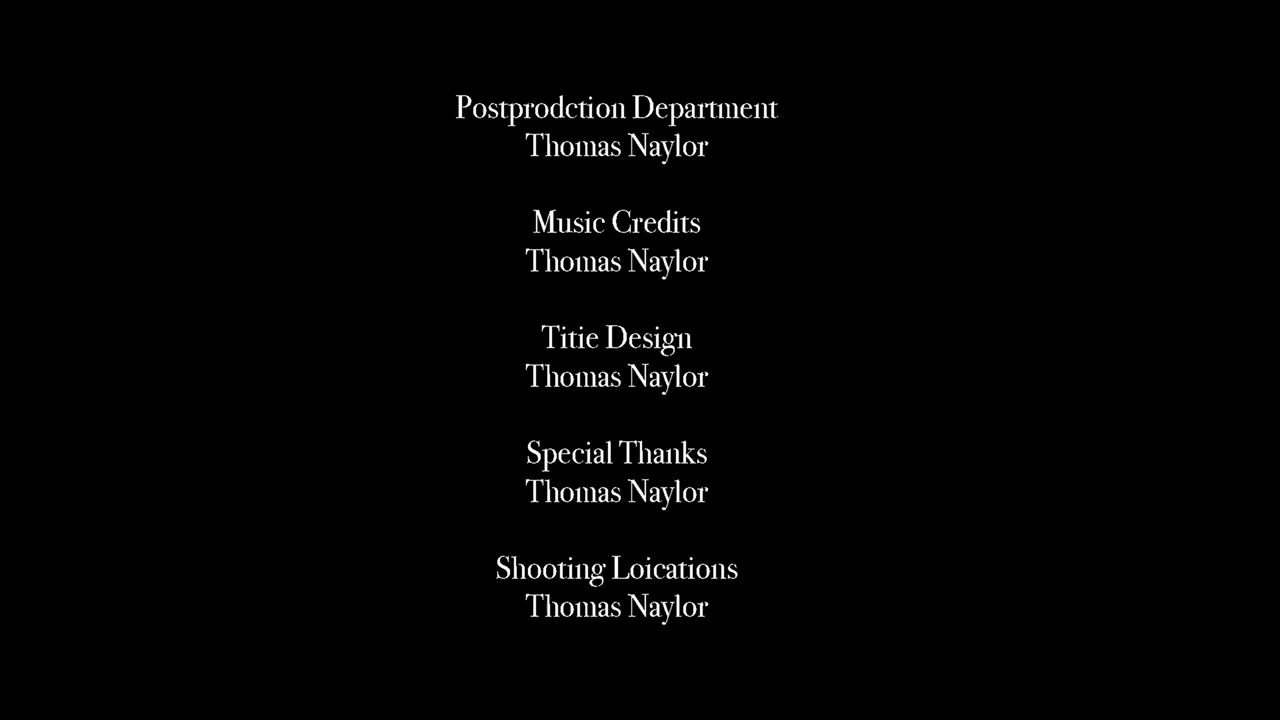 Postprodction Department
Thomas Naylor
Music Credits
Thomas Naylor
Titie Design
Thomas Naylor
Special Thanks
Thomas Naylor
Shooting Loications
Thomas Naylor